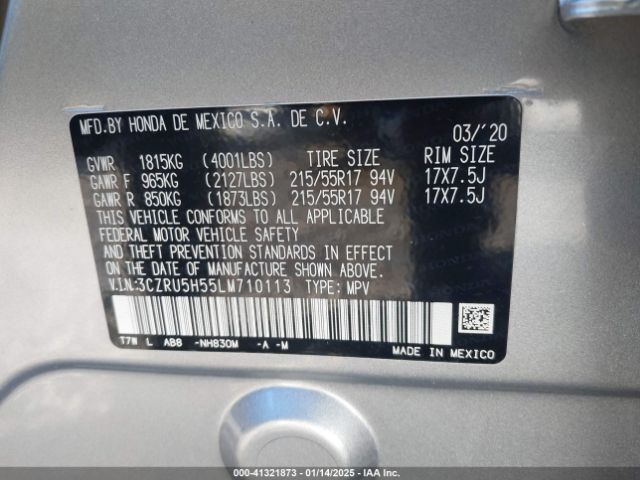 MFD.BY HONDA DE MEXICO S.A. DE C.V.
03/'20
GVWR 1815KG (4001LBS) TIRE SIZE RIM SIZE
GAWR F 965KG (2127LBS) 215/55R17 94V 17X7.5J
GAWR R 850KG (1873LBS) 215/55R17 94V 17X7.5J
THIS VEHICLE CONFORMS TO ALL APPLICABLE
FEDERAL MOTOR VEHICLE SAFETY
AND THEFT PREVENTION STANDARDS IN EFFECT
ON THE DATE OF MANUFACTURE SHOWN ABOVE.
V.I.N.:3CZRU5H55LM710113 TYPE: MPV
T7W L AB8 -NH830M -A -M
MADE IN MEXICO
000-41321873 - 01/14/2025 - IAA Inc.